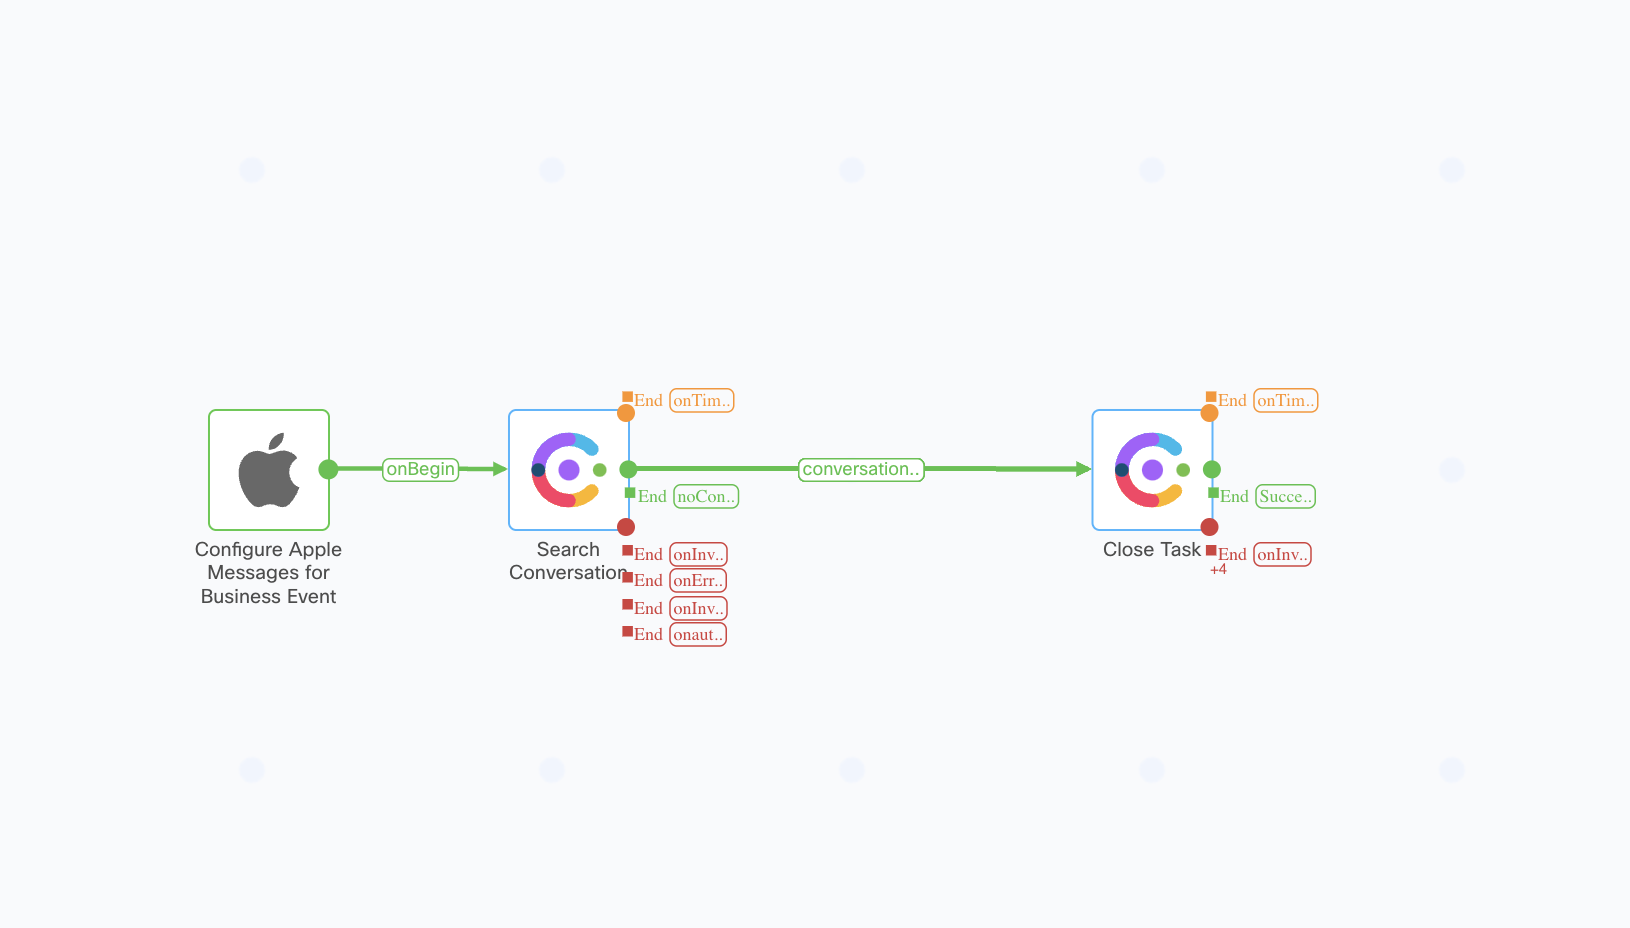 End onTim..
End onTim..
onBegin
conversation..
End noCon..
End Succe..
Configure Apple
Messages for
Business Event
Search
Conversation
End onInv..
End onErr..
End onInv..
End onaut..
Close Task
End onInv..
+4